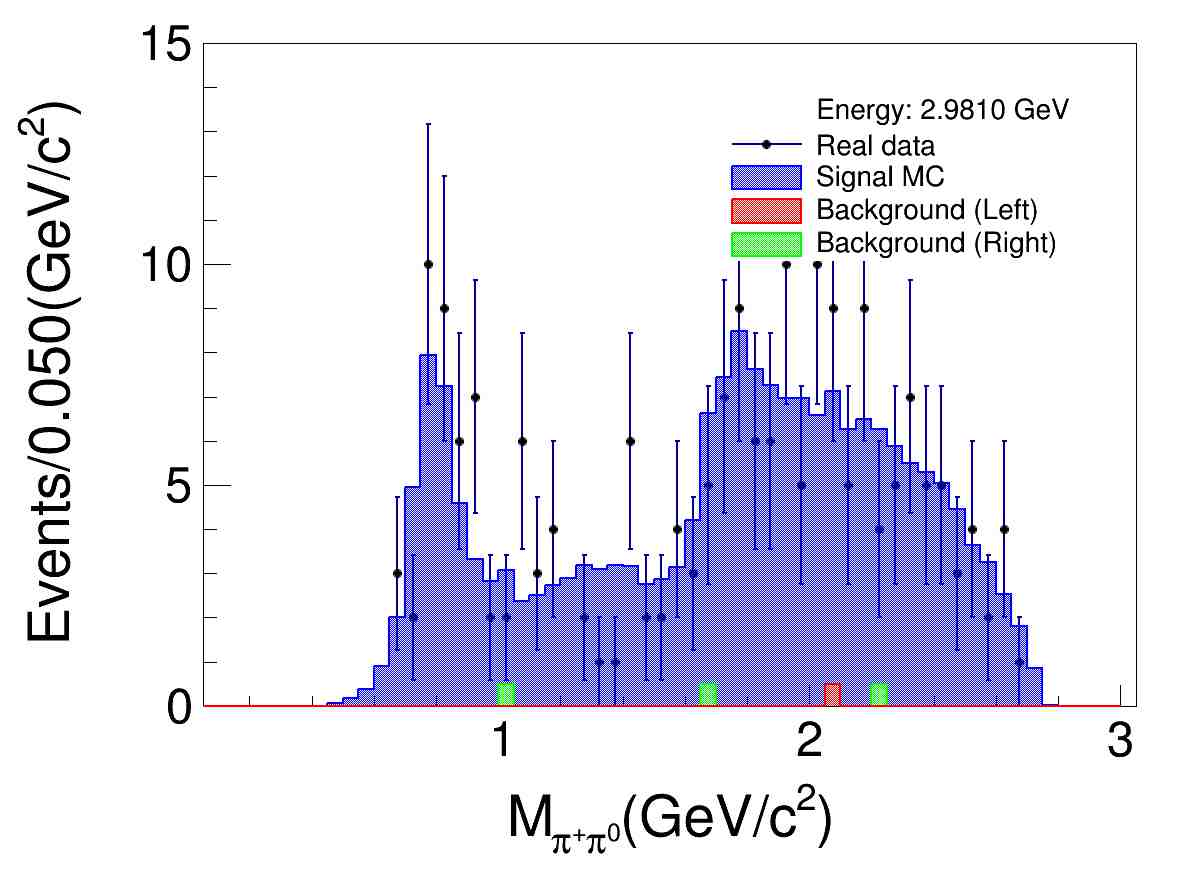 Events/0.050(GeV/c²)
15
10
5
0
Energy: 2.9810 GeV
Real data
Signal MC
Background (Left)
Background (Right)
1 2 3
M_π⁺π⁰(GeV/c²)